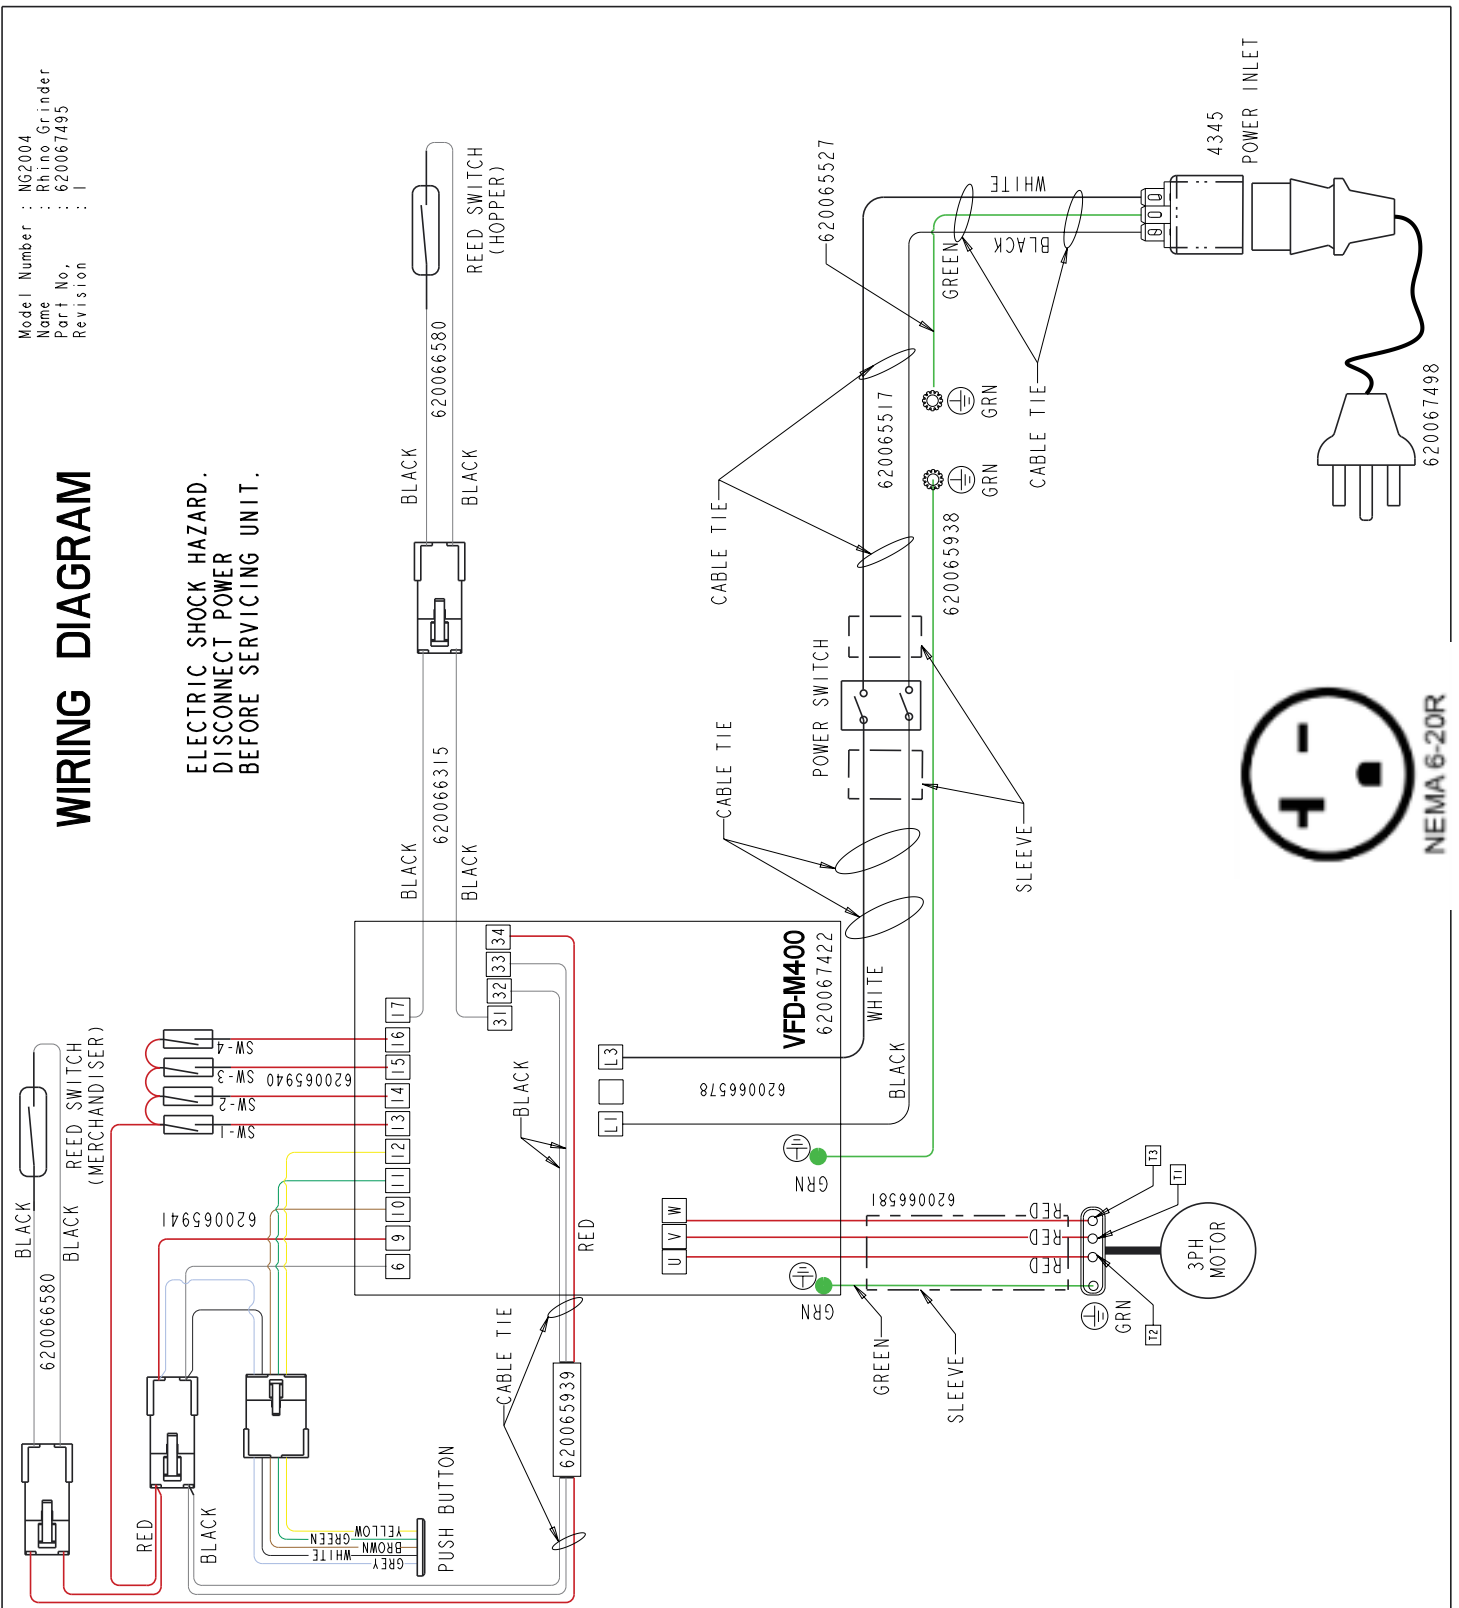 Model Number : NG2004
Name : Rhino Grinder
Part No, : 620067495
Revision : 1
WIRING DIAGRAM
ELECTRIC SHOCK HAZARD.
DISCONNECT POWER
BEFORE SERVICING UNIT.
REED SWITCH
(HOPPER)
620066580
BLACK
BLACK
620066315
BLACK
BLACK
REED SWITCH
(MERCHANDISER)
BLACK
BLACK
620066580
SW-4
SW-3
SW-2
SW-1
620065940
620065941
17
16
15
14
13
12
11
10
9
6
34
33
32
31
VFD-M400
620067422
L3
L1
620066578
WHITE
BLACK
BLACK
RED
CABLE TIE
620065939
RED
BLACK
YELLOW
GREEN
BROWN
WHITE
GREY
PUSH BUTTON
W
V
U
GRN
GRN
620066581
RED
RED
RED
GREEN
SLEEVE
GRN
T3
T1
T2
3PH
MOTOR
CABLE TIE
POWER SWITCH
SLEEVE
CABLE TIE
620065517
620065938
GRN
GRN
CABLE TIE
GREEN
620065527
WHITE
BLACK
4345
POWER INLET
620067498
NEMA 6-20R